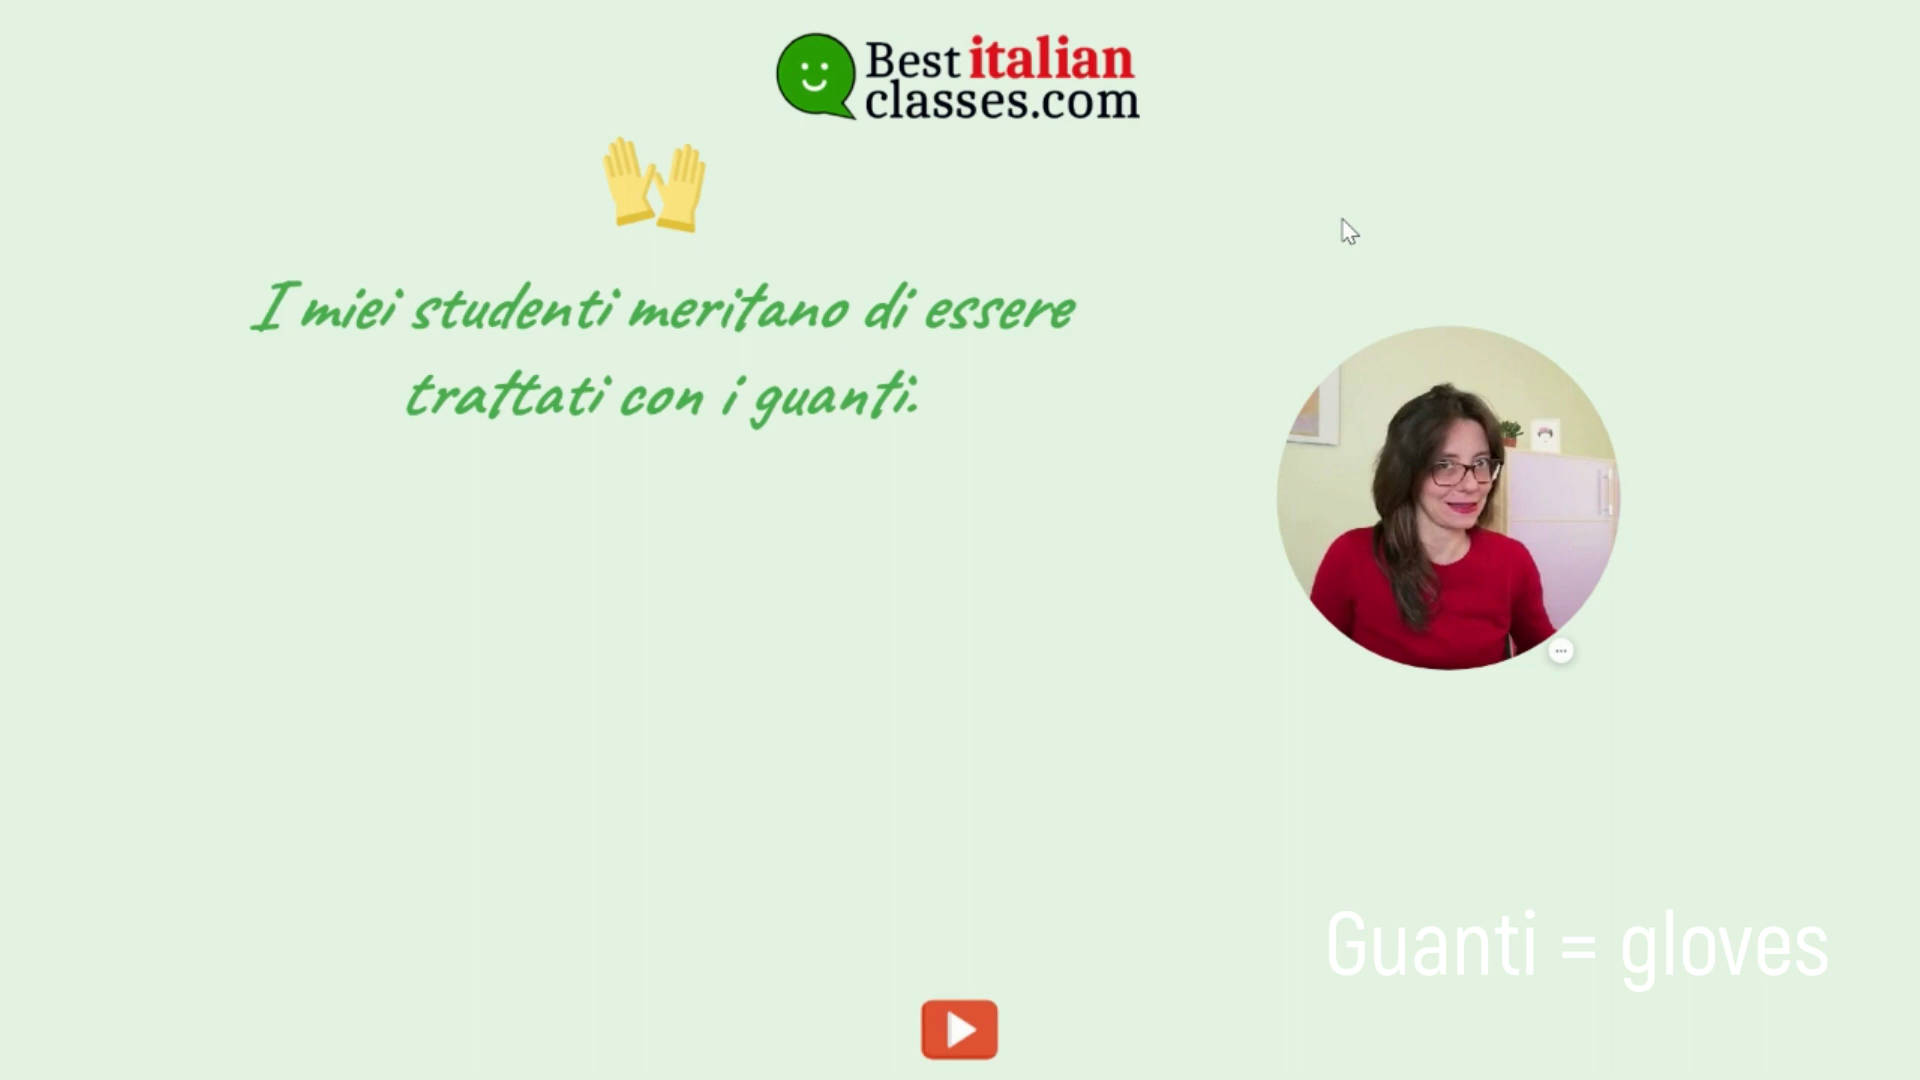 Best italian
classes.com
I miei studenti meritano di essere
trattati con i guanti.
Guanti = gloves